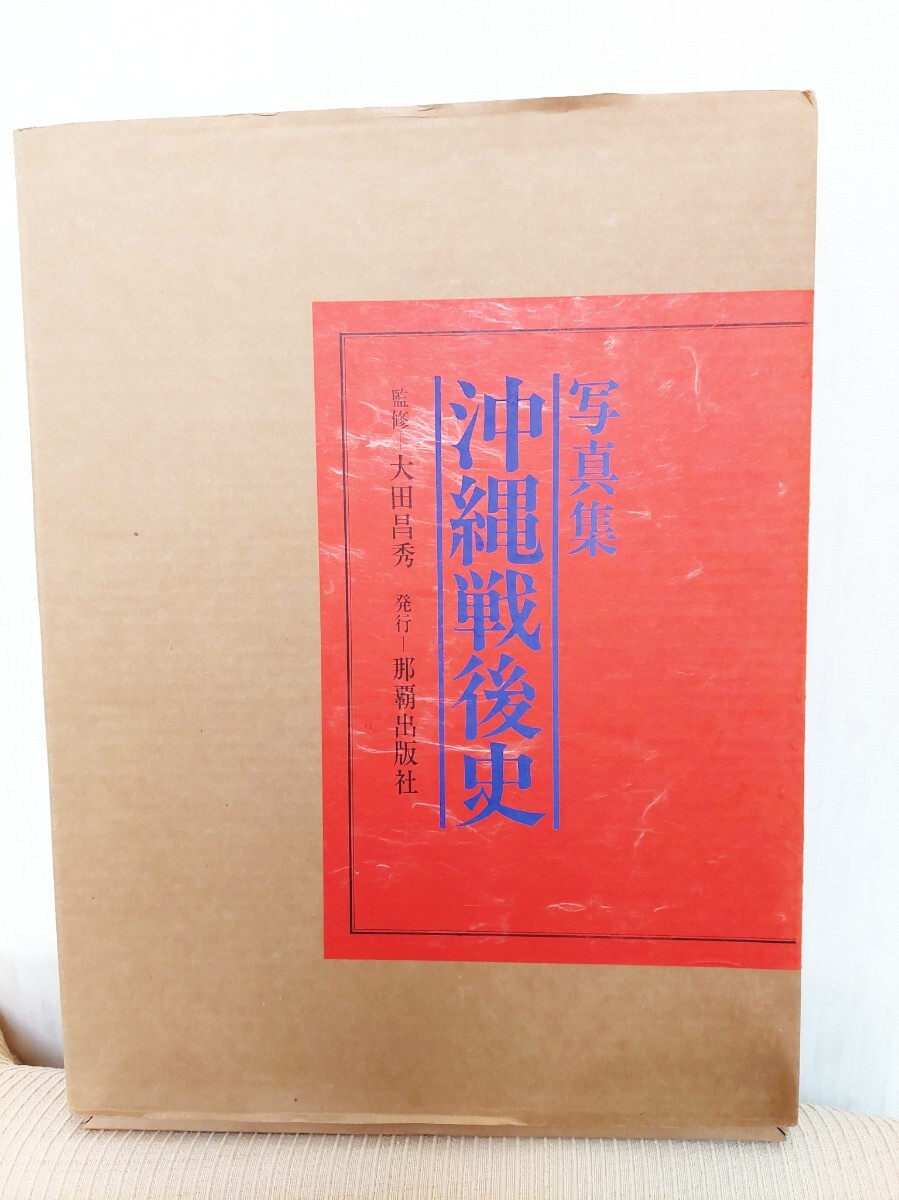 写真集
沖縄戦後史
監修―大田昌秀 発行―那覇出版社